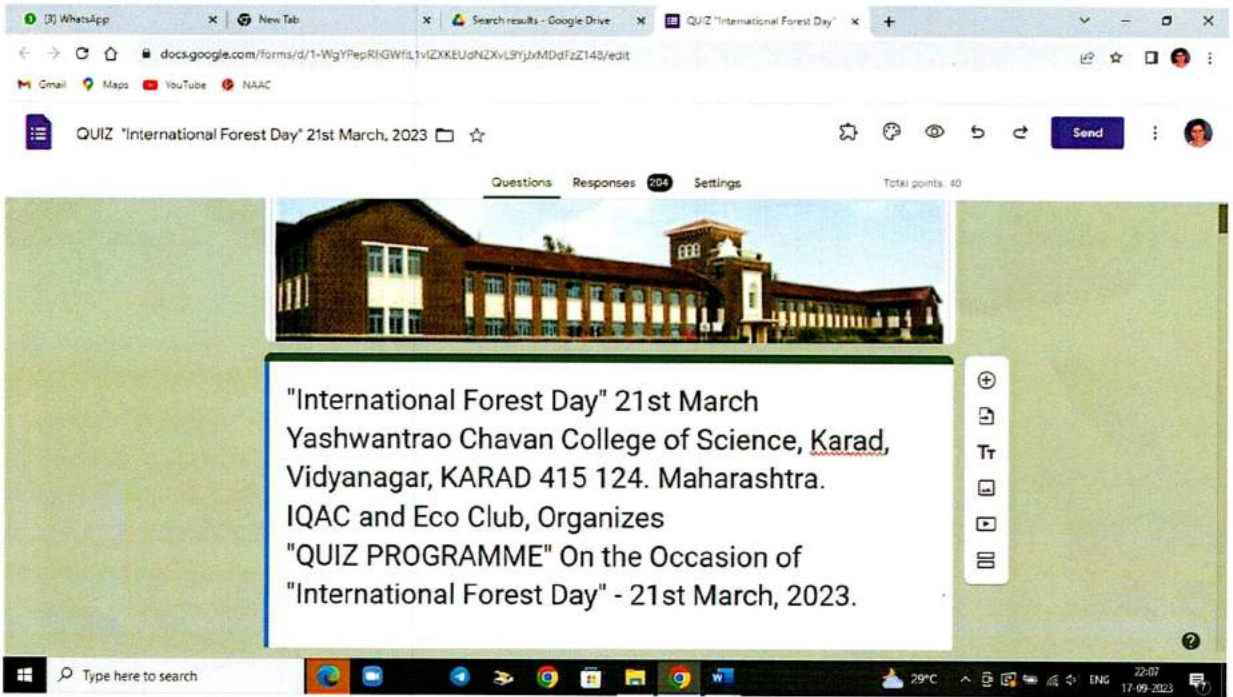 (3) WhatsApp
New Tab
Search results - Google Drive
QUIZ "International Forest Day"
Gmail
Maps
YouTube
NAAC
QUIZ "International Forest Day" 21st March, 2023
Send
Questions Responses 204 Settings
Total points: 40
"International Forest Day" 21st March
Yashwantrao Chavan College of Science, Karad,
Vidyanagar, KARAD 415 124. Maharashtra.
IQAC and Eco Club, Organizes
"QUIZ PROGRAMME" On the Occasion of
"International Forest Day" - 21st March, 2023.
Type here to search
29°C
ENG
22:07
17-09-2023